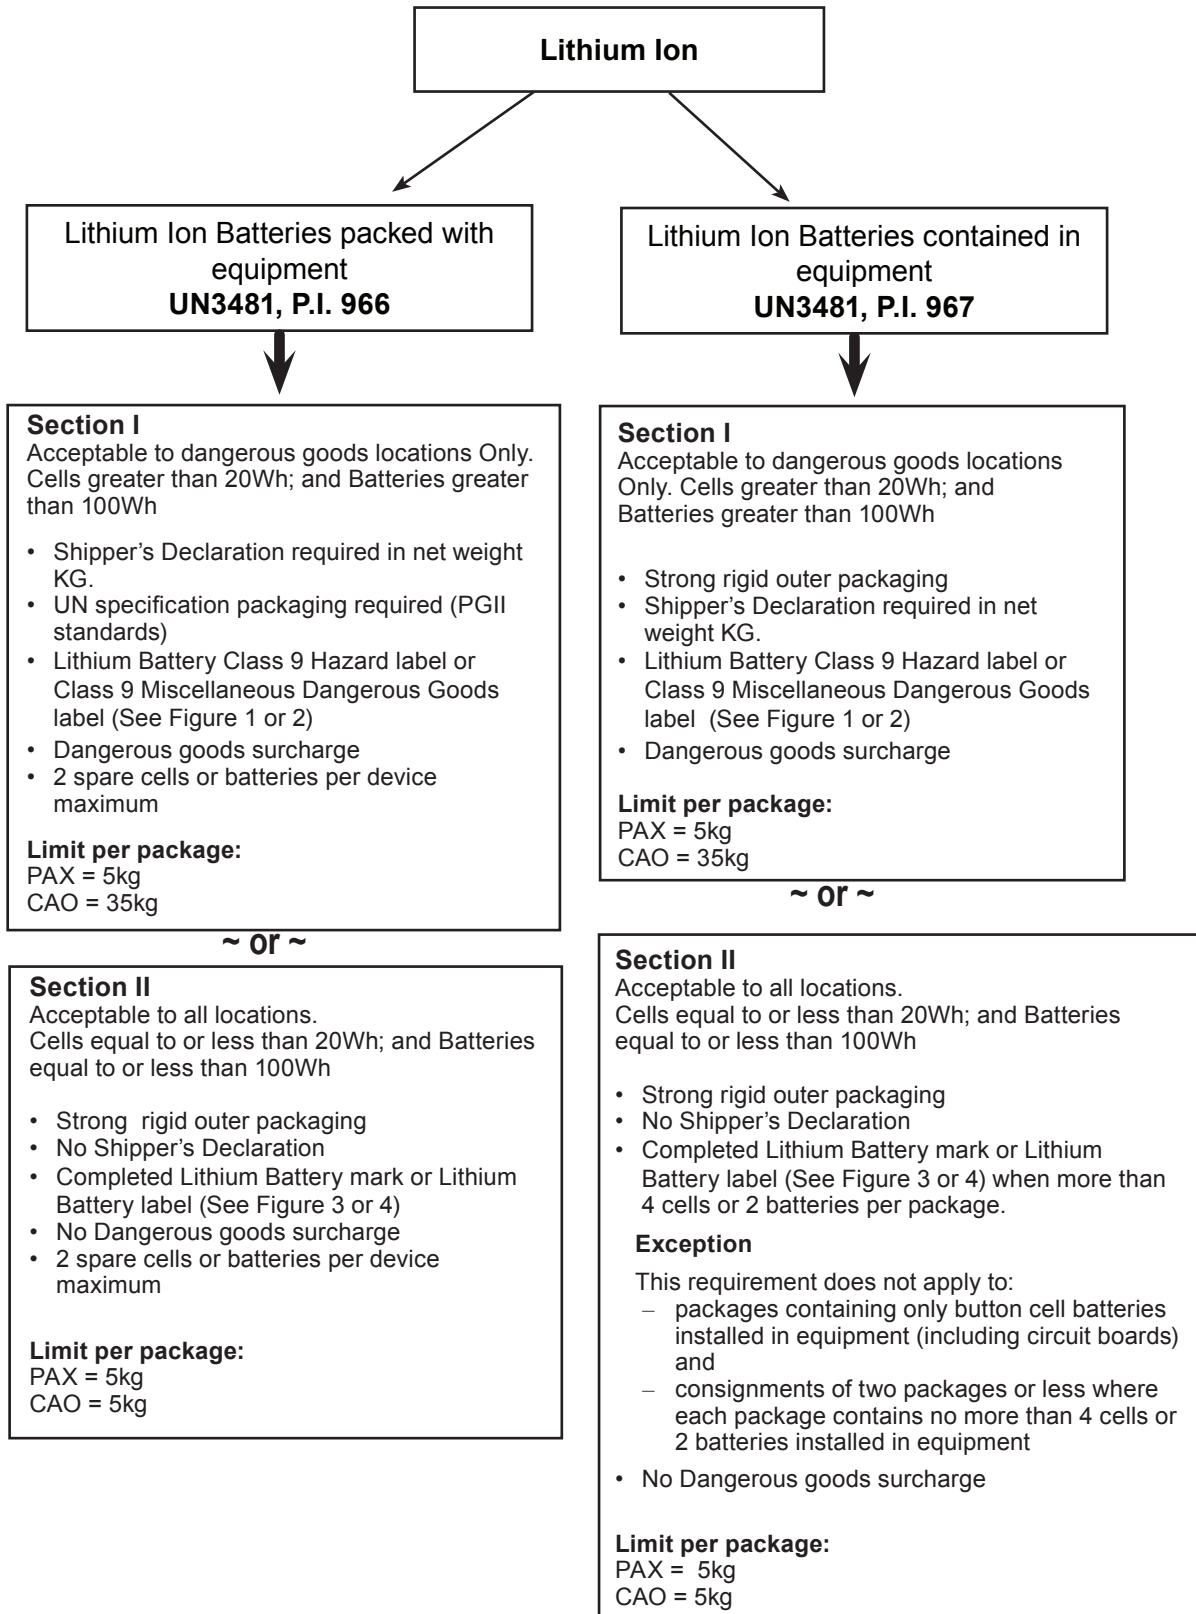 Lithium Ion
Lithium Ion Batteries packed with
equipment
UN3481, P.I. 966
Section I
Acceptable to dangerous goods locations Only.
Cells greater than 20Wh; and Batteries greater
than 100Wh
• Shipper's Declaration required in net weight
KG.
• UN specification packaging required (PGII
standards)
• Lithium Battery Class 9 Hazard label or
Class 9 Miscellaneous Dangerous Goods
label (See Figure 1 or 2)
• Dangerous goods surcharge
• 2 spare cells or batteries per device
maximum
Limit per package:
PAX = 5kg
CAO = 35kg
~ or ~
Section II
Acceptable to all locations.
Cells equal to or less than 20Wh; and Batteries
equal to or less than 100Wh
• Strong  rigid outer packaging
• No Shipper's Declaration
• Completed Lithium Battery mark or Lithium
Battery label (See Figure 3 or 4)
• No Dangerous goods surcharge
• 2 spare cells or batteries per device
maximum
Limit per package:
PAX = 5kg
CAO = 5kg
Lithium Ion Batteries contained in
equipment
UN3481, P.I. 967
Section I
Acceptable to dangerous goods locations
Only. Cells greater than 20Wh; and
Batteries greater than 100Wh
• Strong rigid outer packaging
• Shipper's Declaration required in net
weight KG.
• Lithium Battery Class 9 Hazard label or
Class 9 Miscellaneous Dangerous Goods
label  (See Figure 1 or 2)
• Dangerous goods surcharge
Limit per package:
PAX = 5kg
CAO = 35kg
~ or ~
Section II
Acceptable to all locations.
Cells equal to or less than 20Wh; and Batteries
equal to or less than 100Wh
• Strong rigid outer packaging
• No Shipper's Declaration
• Completed Lithium Battery mark or Lithium
Battery label (See Figure 3 or 4) when more than
4 cells or 2 batteries per package.
Exception
This requirement does not apply to:
– packages containing only button cell batteries
installed in equipment (including circuit boards)
and
– consignments of two packages or less where
each package contains no more than 4 cells or
2 batteries installed in equipment
• No Dangerous goods surcharge
Limit per package:
PAX =  5kg
CAO = 5kg